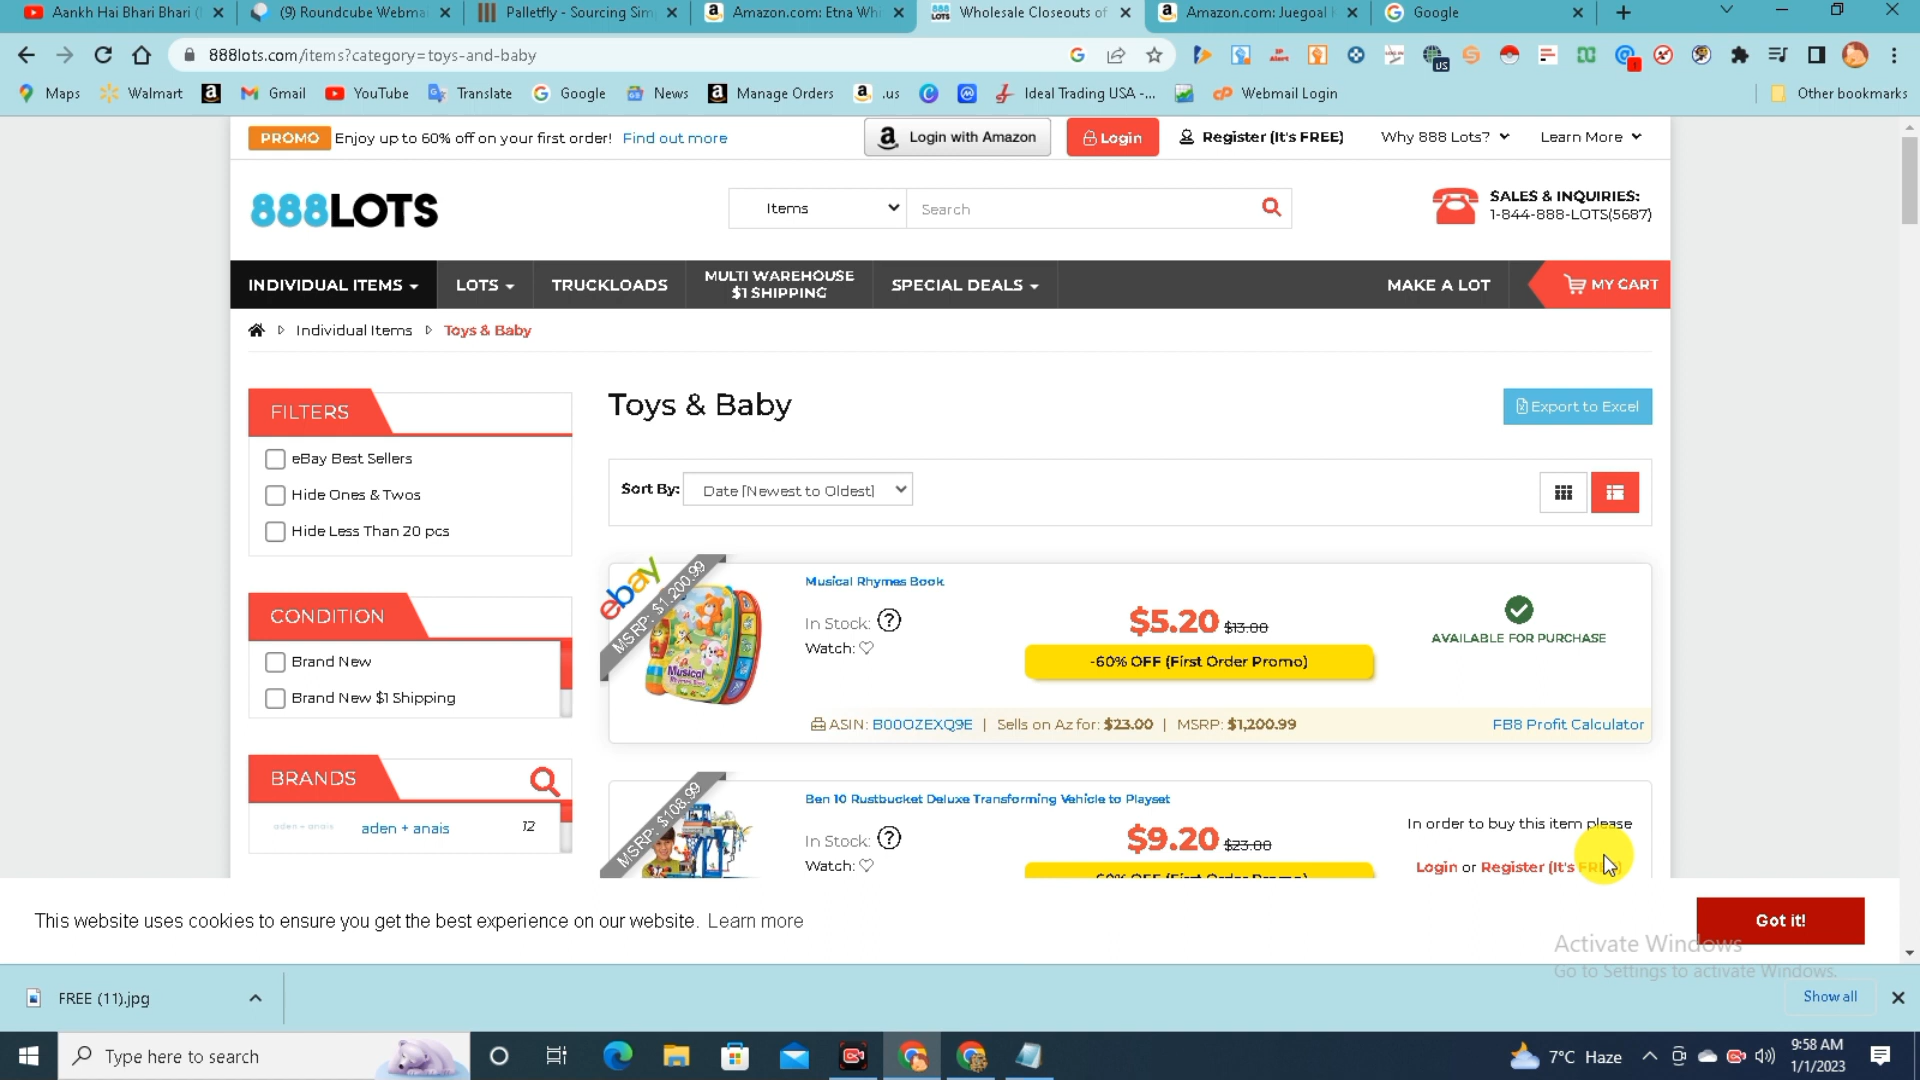 Aankh Hai Bhari Bhari (
(9) Roundcube Webma
Palletfly - Sourcing Sim
Amazon.com: Etna Whi
Wholesale Closeouts of
Amazon.com: Juegoal
Google
888lots.com/items?category=toys-and-baby
Maps
Walmart
Gmail
YouTube
Translate
Google
News
Manage Orders
.us
Ideal Trading USA -...
Webmail Login
Other bookmarks
PROMO Enjoy up to 60% off on your first order! Find out more
Login with Amazon
Login
Register (It's FREE)
Why 888 Lots?
Learn More
888LOTS
Items
Search
SALES & INQUIRIES:
1-844-888-LOTS(5687)
INDIVIDUAL ITEMS
LOTS
TRUCKLOADS
MULTI WAREHOUSE
$1 SHIPPING
SPECIAL DEALS
MAKE A LOT
MY CART
Individual Items
Toys & Baby
FILTERS
eBay Best Sellers
Hide Ones & Twos
Hide Less Than 20 pcs
CONDITION
Brand New
Brand New $1 Shipping
BRANDS
aden + anais aden + anais 12
Toys & Baby
Export to Excel
Sort By: Date [Newest to Oldest]
ebay
MSRP: $1,200.99
Musical
Musical Rhymes Book
In Stock: ?
Watch:
$5.20 $13.00
-60% OFF (First Order Promo)
AVAILABLE FOR PURCHASE
ASIN: B00OZEXQ9E | Sells on Az for: $23.00 | MSRP: $1,200.99
FB8 Profit Calculator
MSRP: $108.99
Ben 10 Rustbucket Deluxe Transforming Vehicle to Playset
In Stock: ?
Watch:
$9.20 $23.00
-60% OFF (First Order Promo)
In order to buy this item please
Login or Register (It's FREE)
This website uses cookies to ensure you get the best experience on our website. Learn more
Got it!
Activate Windows
Go to Settings to activate Windows.
FREE (11).jpg
Show all
Type here to search
7°C Haze
9:58 AM
1/1/2023